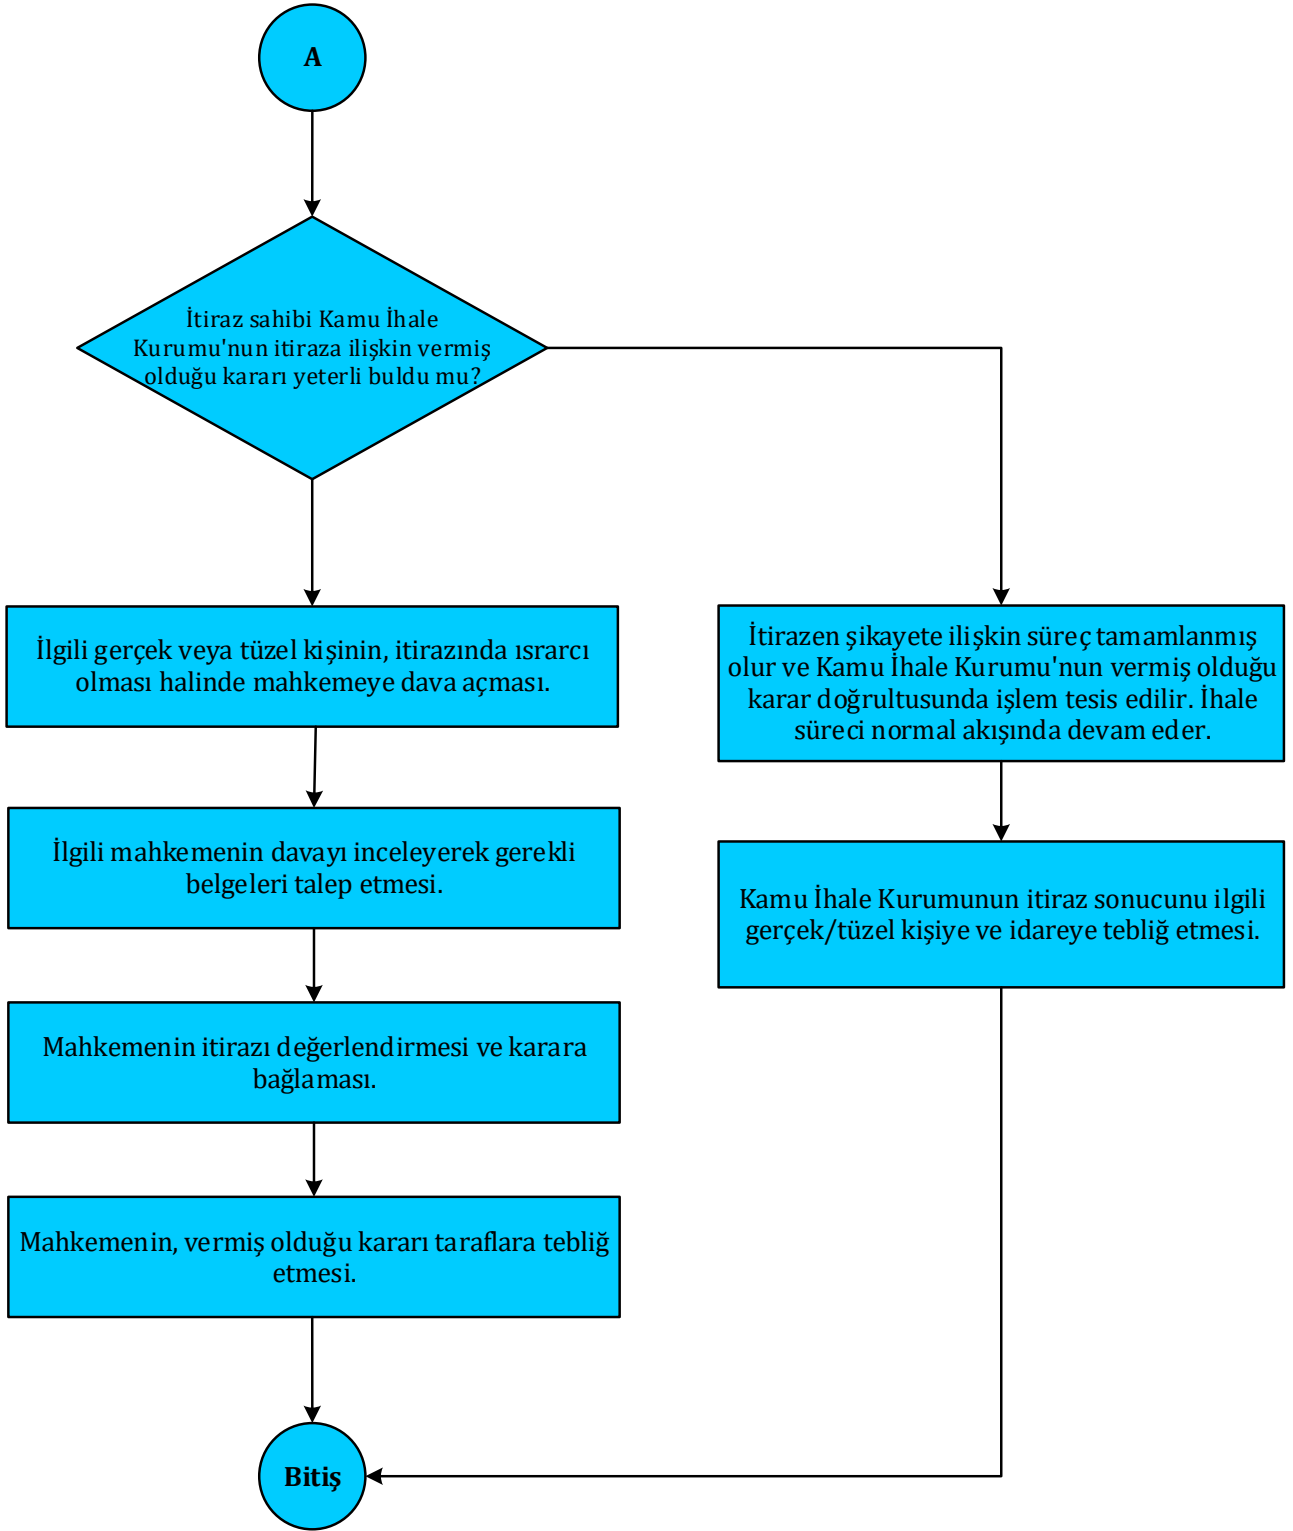 A
İtiraz sahibi Kamu İhale
Kurumu'nun itiraza ilişkin vermiş
olduğu kararı yeterli buldu mu?
İlgili gerçek veya tüzel kişinin, itirazında ısrarcı
olması halinde mahkemeye dava açması.
İlgili mahkemenin davayı inceleyerek gerekli
belgeleri talep etmesi.
Mahkemenin itirazı değerlendirmesi ve karara
bağlaması.
Mahkemenin, vermiş olduğu kararı taraflara tebliğ
etmesi.
İtirazen şikayete ilişkin süreç tamamlanmış
olur ve Kamu İhale Kurumu'nun vermiş olduğu
karar doğrultusunda işlem tesis edilir. İhale
süreci normal akışında devam eder.
Kamu İhale Kurumunun itiraz sonucunu ilgili
gerçek/tüzel kişiye ve idareye tebliğ etmesi.
Bitiş